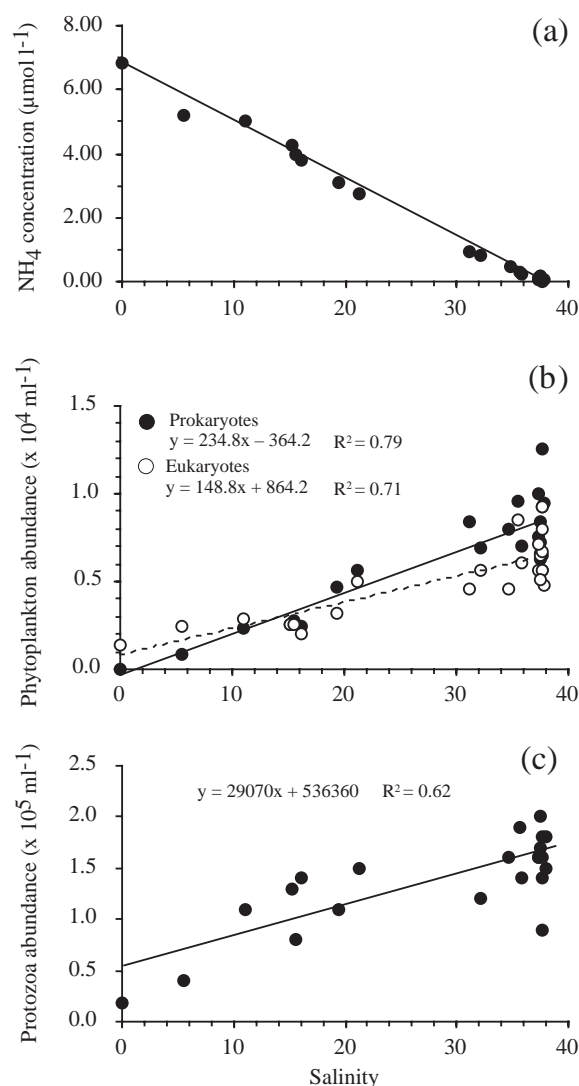 (a)
NH4 concentration (µmol l-1)
8.00
6.00
4.00
2.00
0.00
0 10 20 30 40
(b)
Phytoplankton abundance (x 10⁴ ml-¹)
1.5
1.0
0.5
0.0
Prokaryotes
y = 234.8x – 364.2 R² = 0.79
Eukaryotes
y = 148.8x + 864.2 R² = 0.71
0 10 20 30 40
(c)
Protozoa abundance (x 10⁵ ml-¹)
2.5
2.0
1.5
1.0
0.5
0.0
y = 29070x + 536360 R² = 0.62
0 10 20 30 40
Salinity